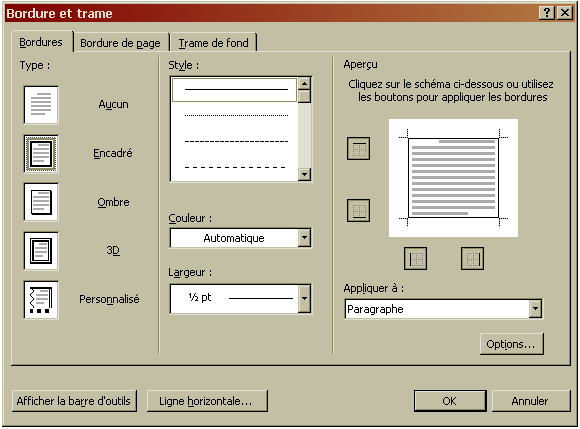 Bordure et trame
Bordures
Bordure de page
Trame de fond
Type :
Aucun
Encadré
Ombre
3D
Personnalisé
Style :
Couleur :
Automatique
Largeur :
½ pt
Aperçu
Cliquez sur le schéma ci-dessous ou utilisez
les boutons pour appliquer les bordures
Appliquer à :
Paragraphe
Options...
Afficher la barre d'outils
Ligne horizontale...
OK
Annuler